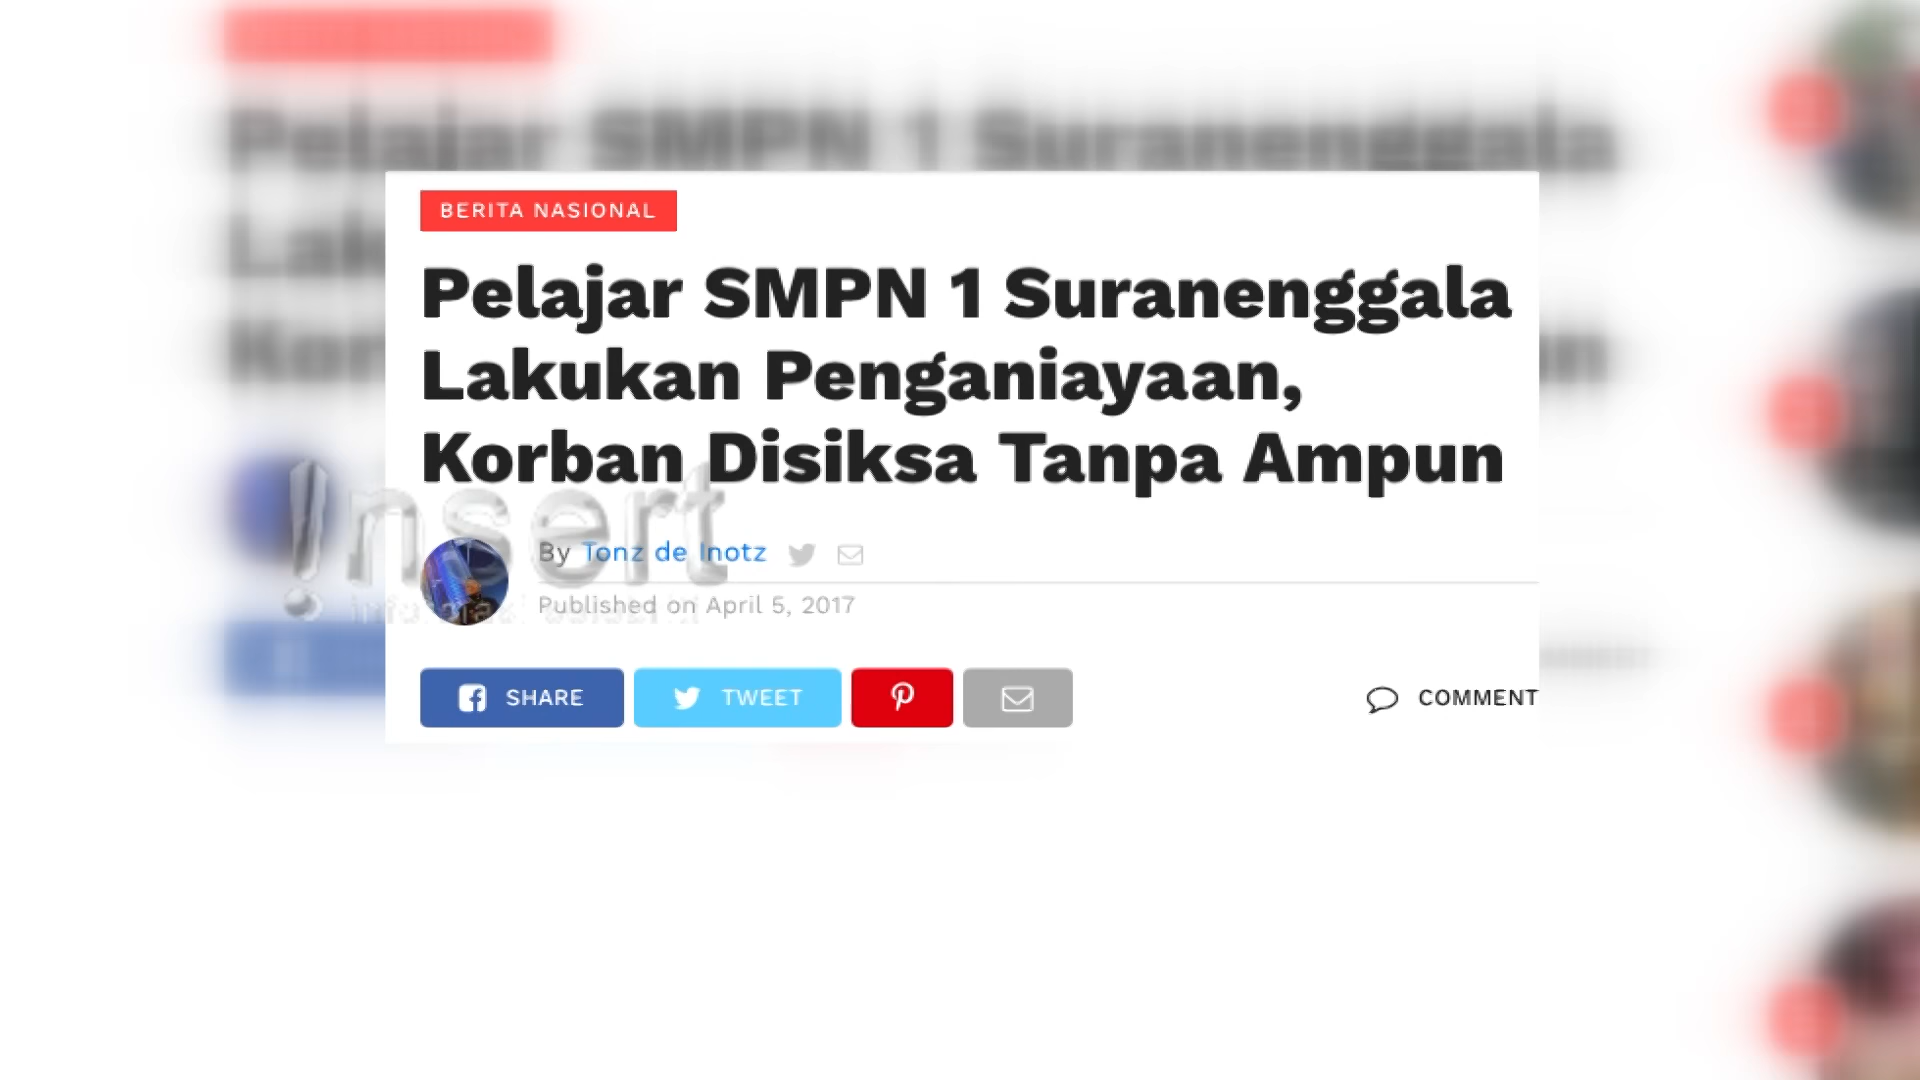 BERITA NASIONAL
Pelajar SMPN 1 Suranenggala
Lakukan Penganiayaan,
Korban Disiksa Tanpa Ampun
!nsert
By Tonz de Inotz
Published on April 5, 2017
SHARE
TWEET
COMMENT